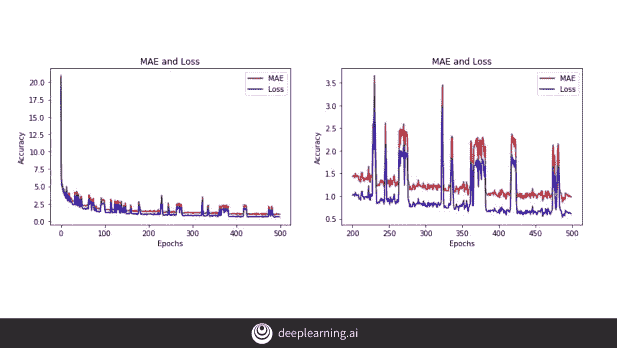 MAE and Loss
MAE
Loss
Accuracy
20.0
17.5
15.0
12.5
10.0
7.5
5.0
2.5
0.0
0 100 200 300 400 500
Epochs
MAE and Loss
MAE
Loss
Accuracy
3.5
3.0
2.5
2.0
1.5
1.0
0.5
200 250 300 350 400 450 500
Epochs
deeplearning.ai